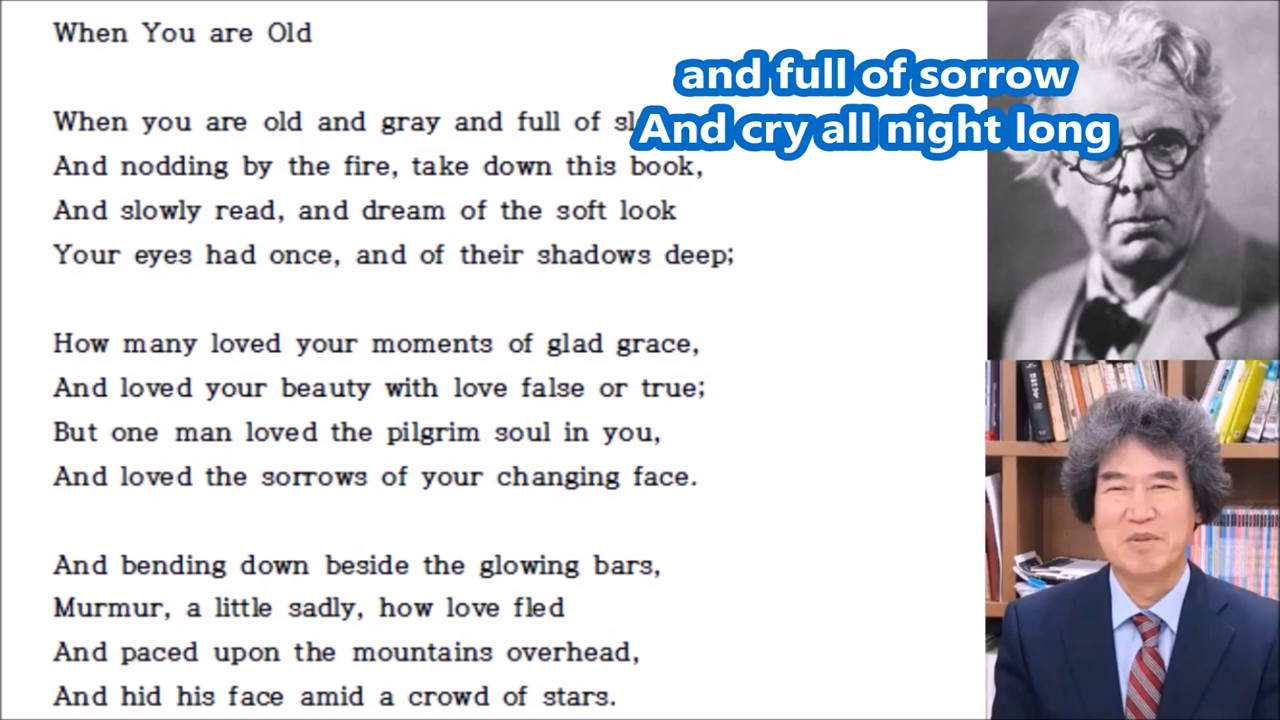 When You are Old
When you are old and gray and full of
and full of sorrow
And cry all night long
And nodding by the fire, take down this book,
And slowly read, and dream of the soft look
Your eyes had once, and of their shadows deep;
How many loved your moments of glad grace,
And loved your beauty with love false or true;
But one man loved the pilgrim soul in you,
And loved the sorrows of your changing face.
And bending down beside the glowing bars,
Murmur, a little sadly, how love fled
And paced upon the mountains overhead,
And hid his face amid a crowd of stars.